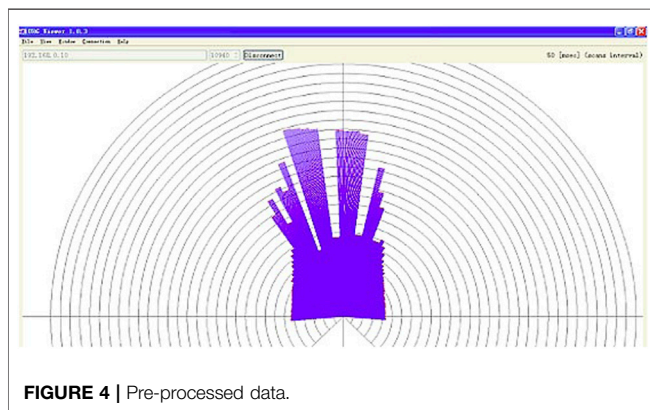 URG Viewer 1.0.3
File View Window Connection Help
192.168.0.10 10940 Disconnect 50 [msec] (scans interval)
FIGURE 4 | Pre-processed data.